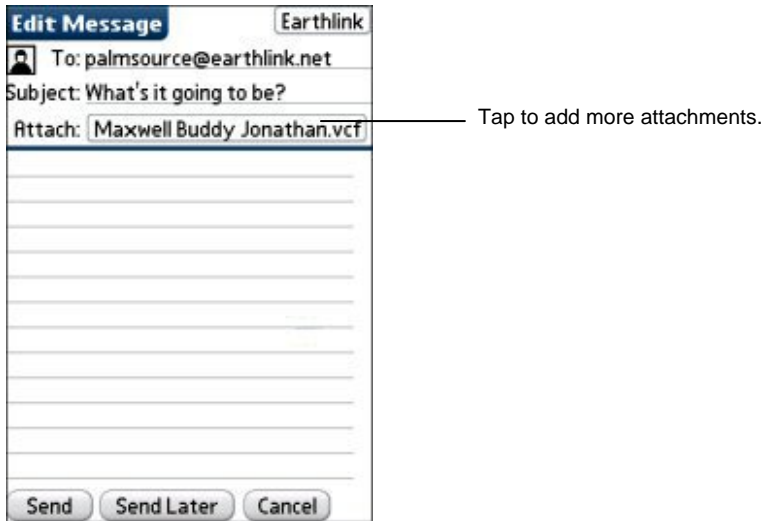 Edit Message Earthlink
To: palmsource@earthlink.net
Subject: What's it going to be?
Attach: Maxwell Buddy Jonathan.vcf
Tap to add more attachments.
Send Send Later Cancel